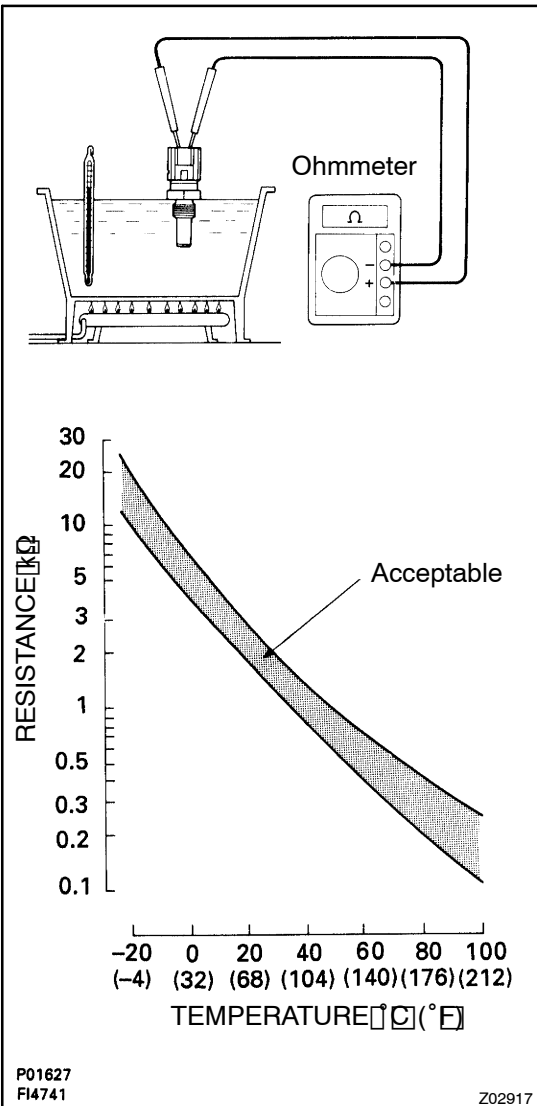 Ohmmeter
Ω
−
+
30
20
10
5
3
2
1
0.5
0.3
0.2
0.1
RESISTANCE kΩ
Acceptable
−20 0 20 40 60 80 100
(−4) (32) (68) (104) (140) (176) (212)
TEMPERATURE °C (°F)
P01627
FI4741
Z02917